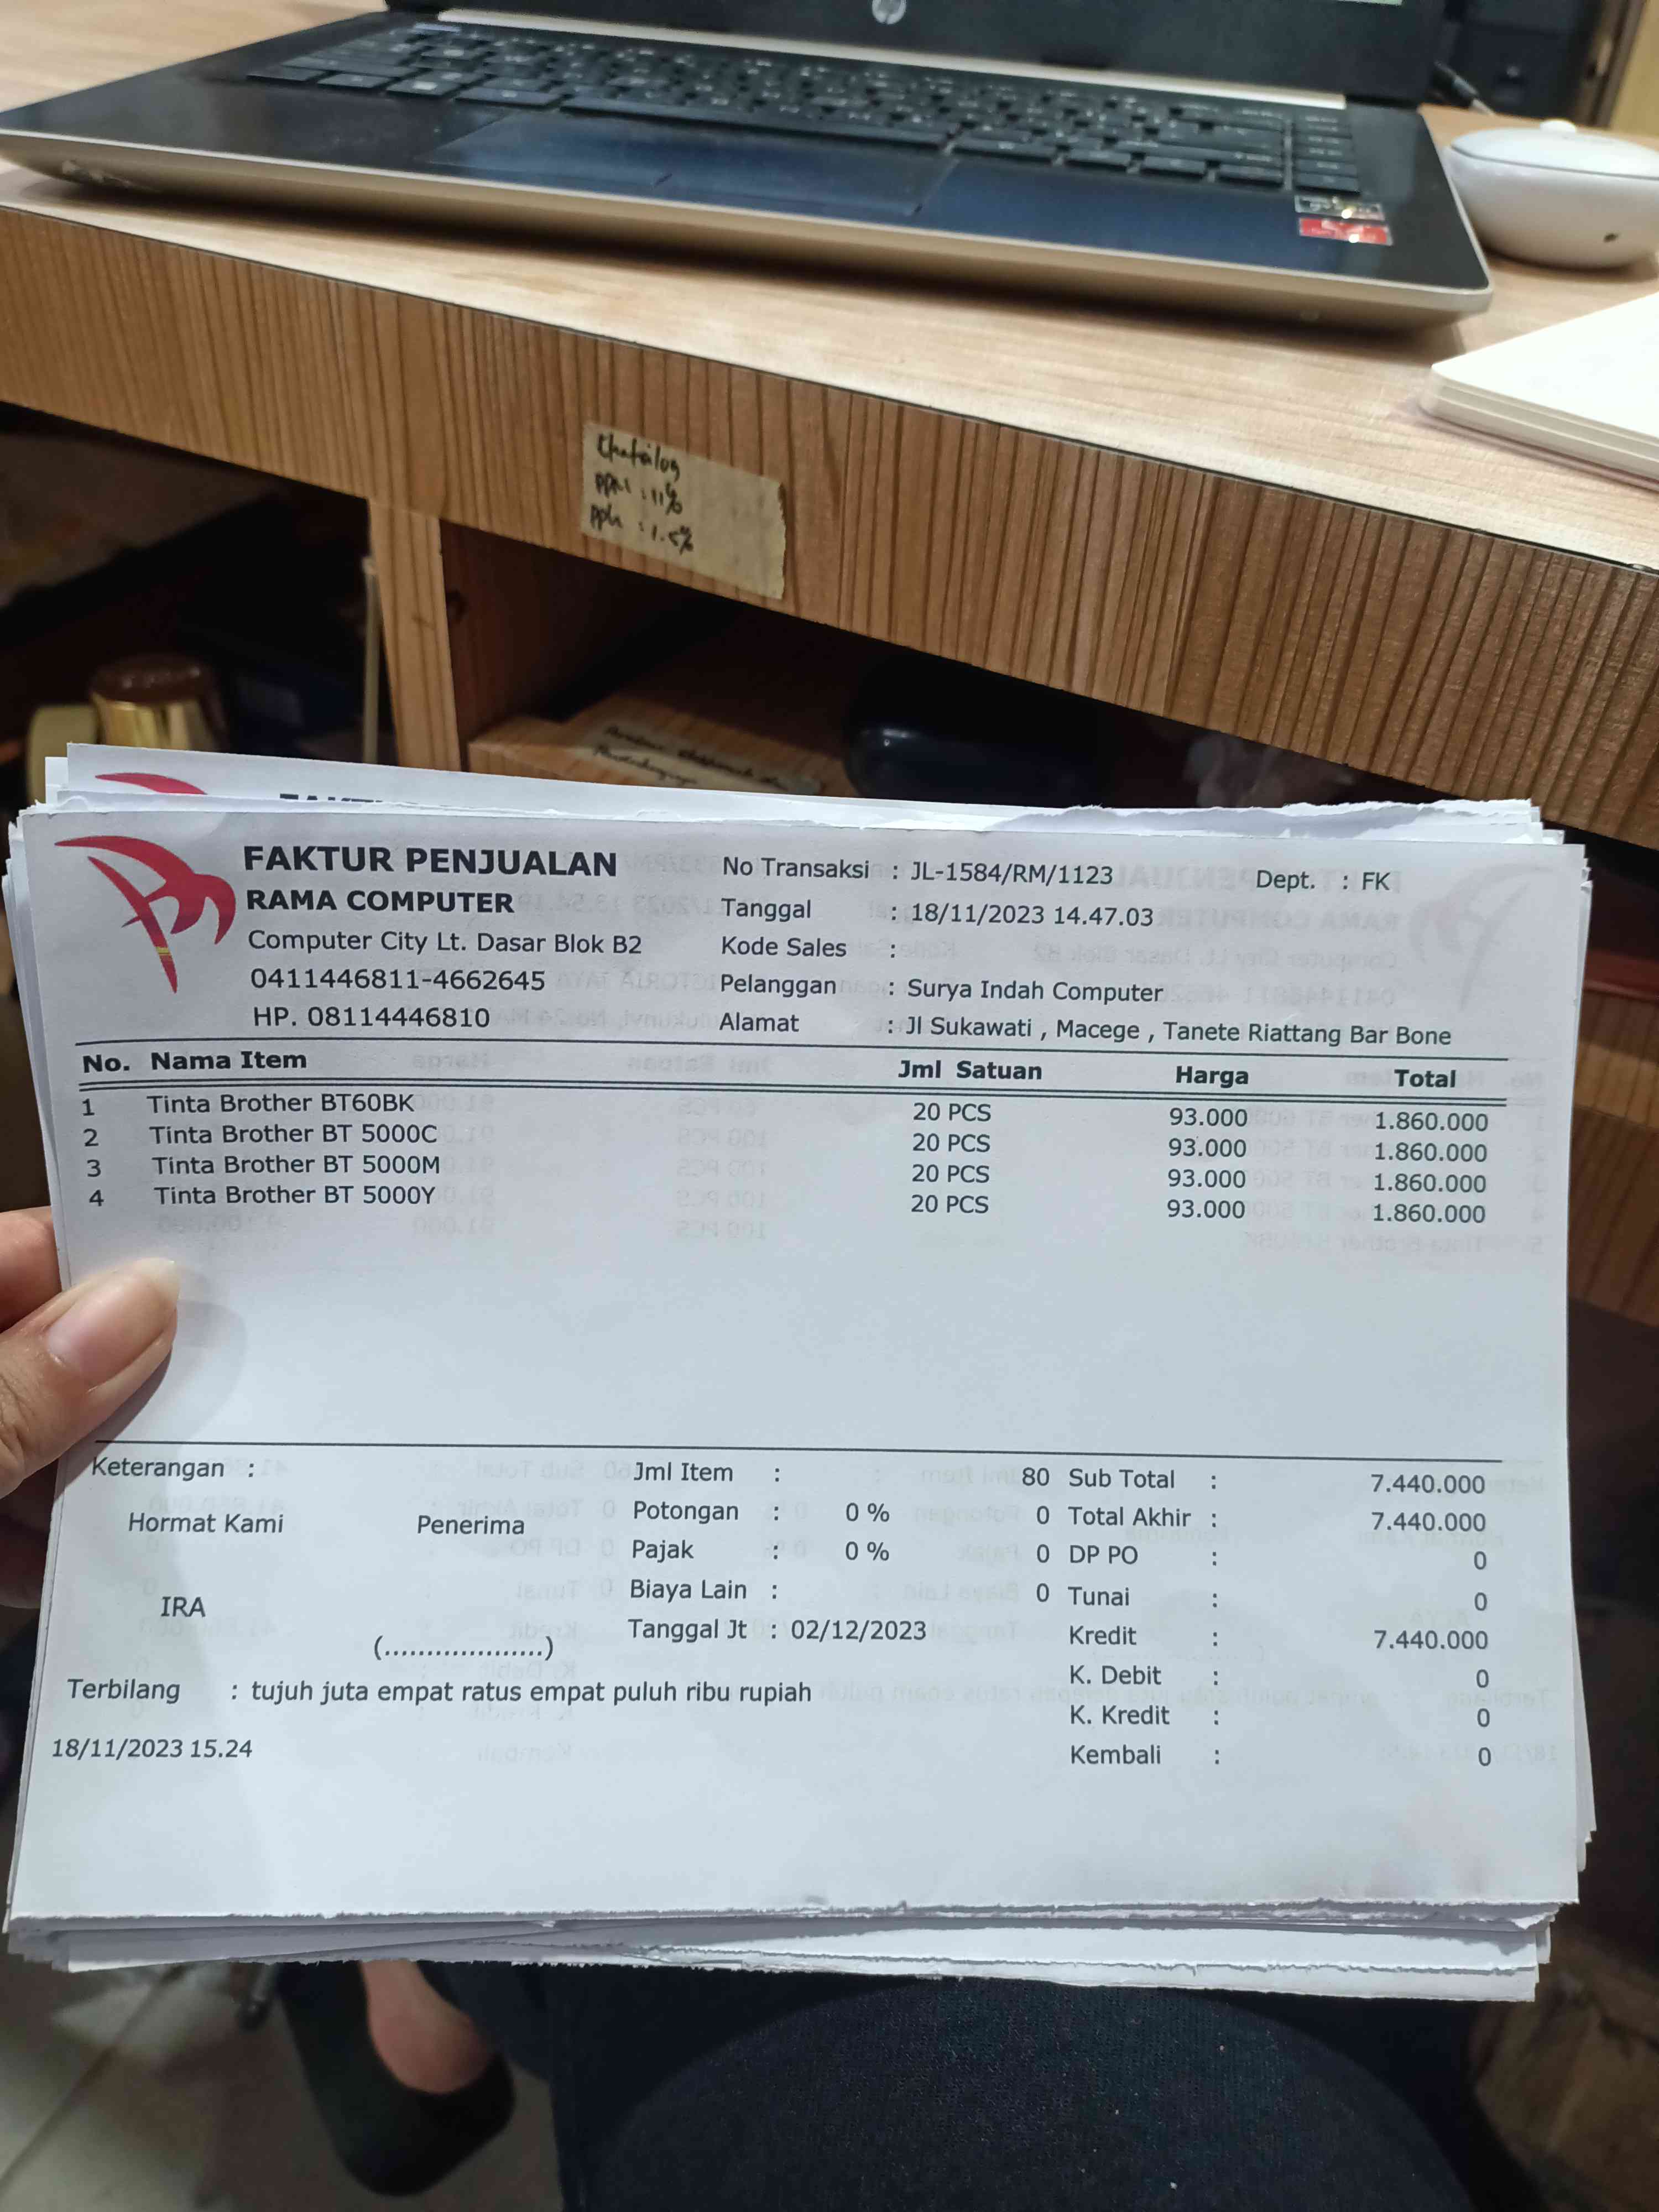 hp
PPN : 11%
pph : 1.5%
FAKTUR PENJUALAN
RAMA COMPUTER
Computer City Lt. Dasar Blok B2
0411446811-4662645
HP. 08114446810
No Transaksi : JL-1584/RM/1123
Dept. : FK
Tanggal : 18/11/2023 14.47.03
Kode Sales :
Pelanggan : Surya Indah Computer
Alamat : Jl Sukawati , Macege , Tanete Riattang Bar Bone
No. Nama Item Jml Satuan Harga Total
1 Tinta Brother BT60BK 20 PCS 93.000 1.860.000
2 Tinta Brother BT 5000C 20 PCS 93.000 1.860.000
3 Tinta Brother BT 5000M 20 PCS 93.000 1.860.000
4 Tinta Brother BT 5000Y 20 PCS 93.000 1.860.000
Keterangan : Jml Item : 80 Sub Total : 7.440.000
Hormat Kami Penerima Potongan : 0 % 0 Total Akhir : 7.440.000
Pajak : 0 % 0 DP PO : 0
IRA Biaya Lain : 0 Tunai : 0
(...................) Tanggal Jt : 02/12/2023 Kredit : 7.440.000
K. Debit : 0
Terbilang : tujuh juta empat ratus empat puluh ribu rupiah
K. Kredit : 0
18/11/2023 15.24 Kembali : 0